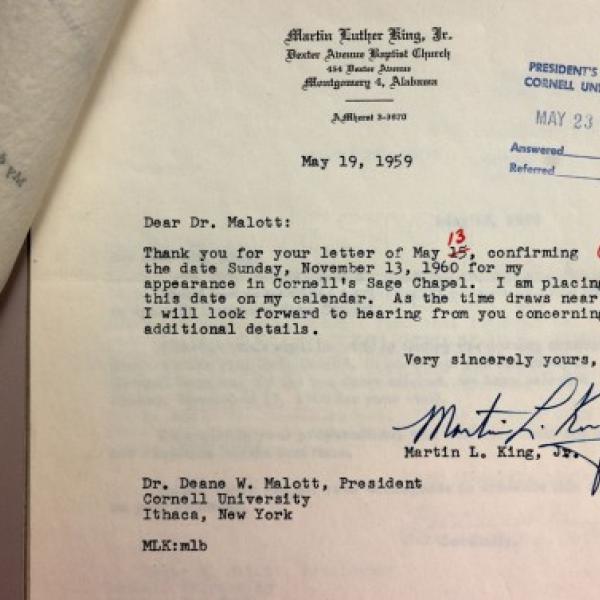 Martin Luther King, Jr.
Dexter Avenue Baptist Church
454 Dexter Avenue
Montgomery 4, Alabama
AMherst 3-3970
PRESIDENT'S
CORNELL UNI
MAY 23
Answered
Referred
May 19, 1959
Dear Dr. Malott:
13
Thank you for your letter of May 15, confirming
the date Sunday, November 13, 1960 for my
appearance in Cornell's Sage Chapel. I am placing
this date on my calendar. As the time draws near
I will look forward to hearing from you concerning
additional details.
Very sincerely yours,
Martin L. King
Martin L. King, Jr.
Dr. Deane W. Malott, President
Cornell University
Ithaca, New York
MLK:mlb